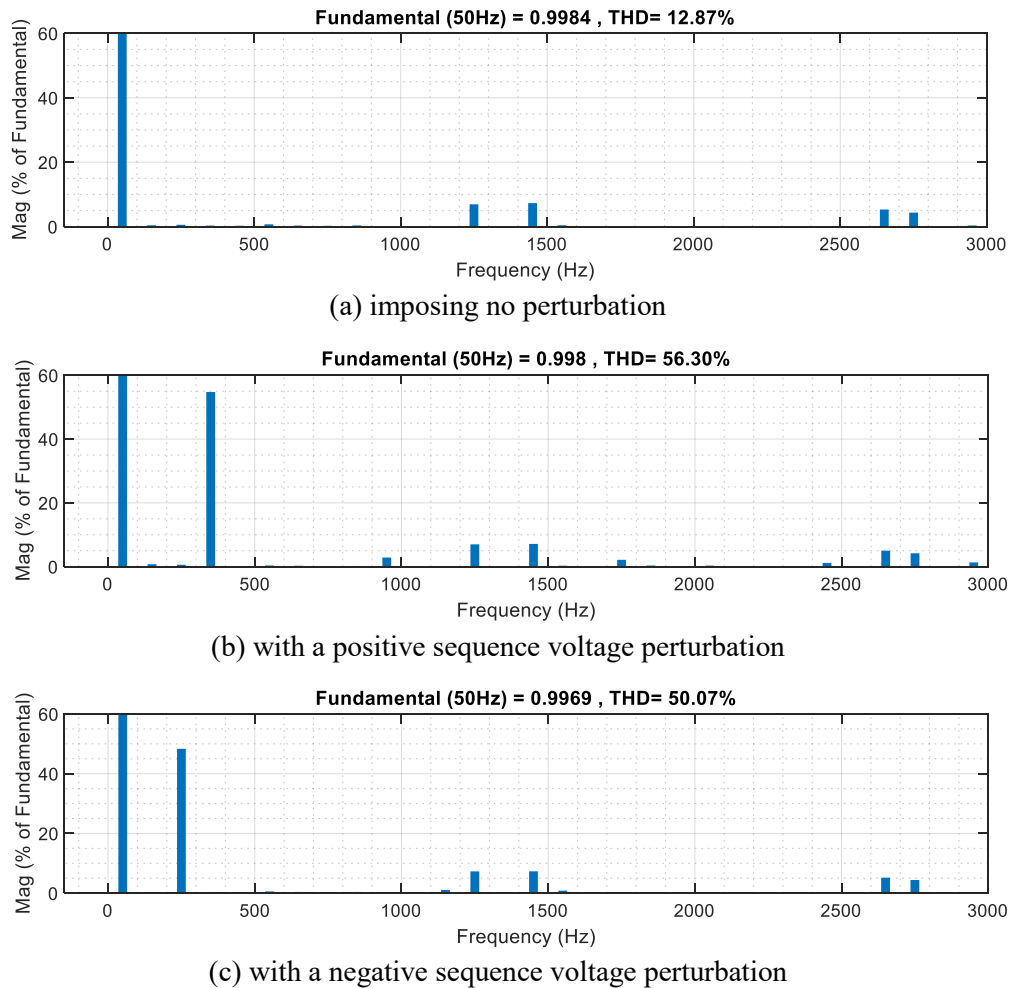 Fundamental (50Hz) = 0.9984 , THD= 12.87%
Mag (% of Fundamental)
60
40
20
0
0 500 1000 1500 2000 2500 3000
Frequency (Hz)
(a) imposing no perturbation
Fundamental (50Hz) = 0.998 , THD= 56.30%
Mag (% of Fundamental)
60
40
20
0
0 500 1000 1500 2000 2500 3000
Frequency (Hz)
(b) with a positive sequence voltage perturbation
Fundamental (50Hz) = 0.9969 , THD= 50.07%
Mag (% of Fundamental)
60
40
20
0
0 500 1000 1500 2000 2500 3000
Frequency (Hz)
(c) with a negative sequence voltage perturbation